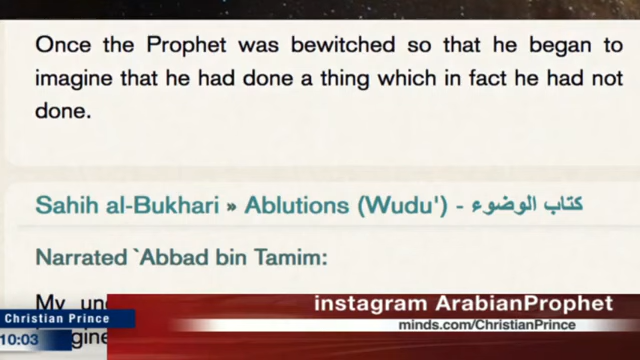 Once the Prophet was bewitched so that he began to
imagine that he had done a thing which in fact he had not
done.
Sahih al-Bukhari » Ablutions (Wudu') - كتاب الوضوء
Narrated `Abbad bin Tamim:
My
instagram ArabianProphet
Christian Prince
minds.com/ChristianPrince
10:03